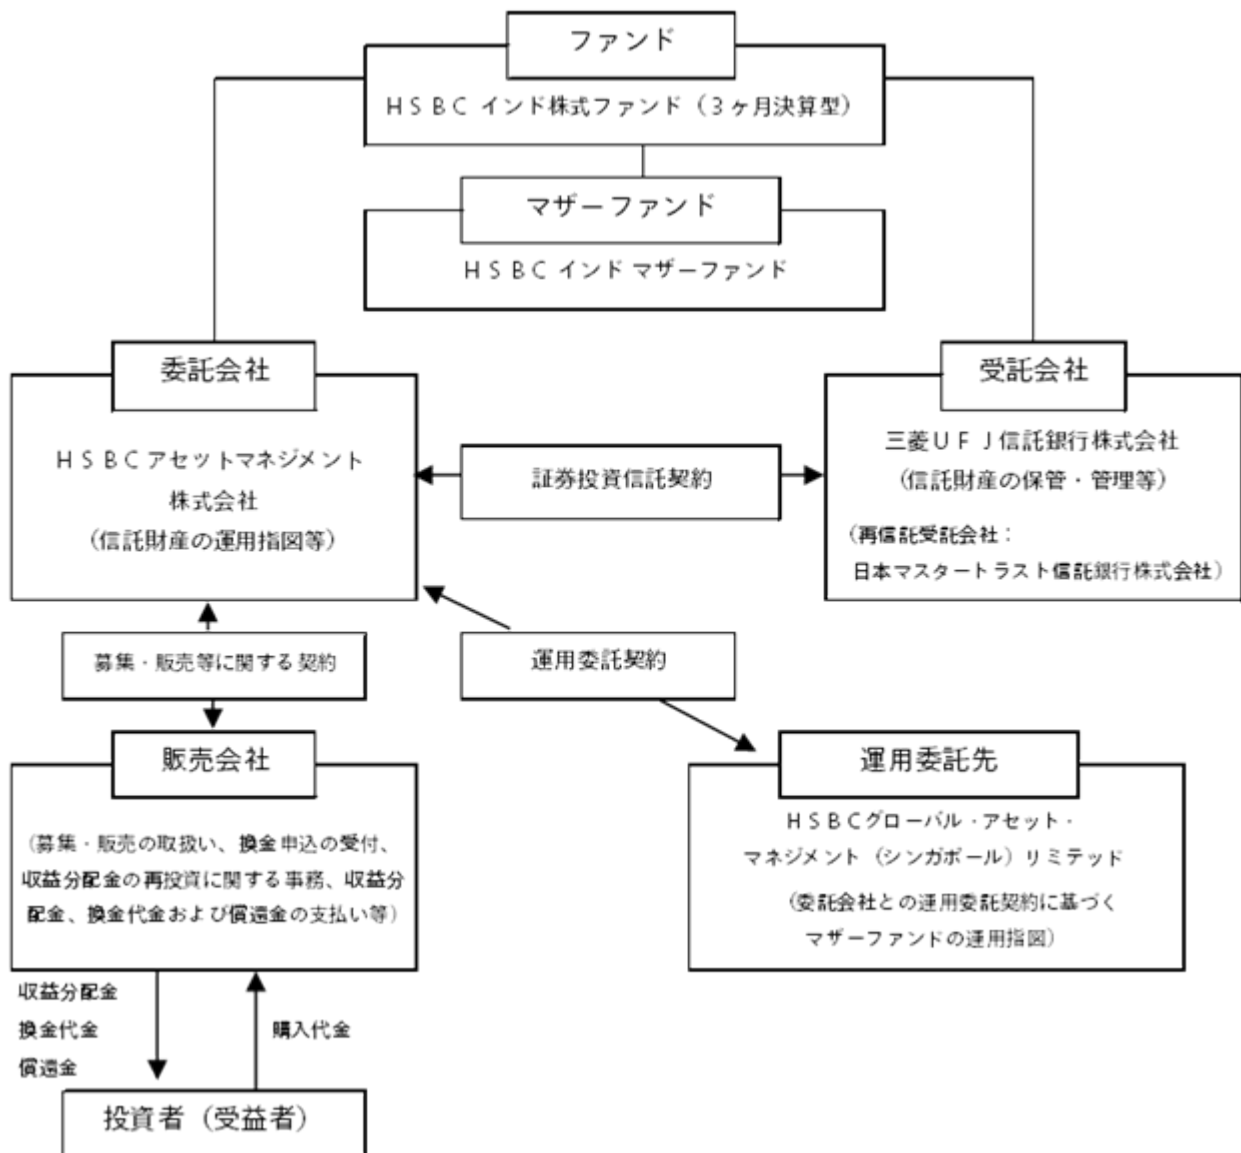 ファンド
HSBC インド株式ファンド（3ヶ月決算型）
マザーファンド
HSBC インド マザーファンド
委託会社
HSBC アセットマネジメント
株式会社
（信託財産の運用指図等）
証券投資信託契約
受託会社
三菱UFJ信託銀行株式会社
（信託財産の保管・管理等）
（再信託受託会社：
日本マスタートラスト信託銀行株式会社）
募集・販売等に関する契約
運用委託契約
販売会社
（募集・販売の取扱い、換金申込の受付、
収益分配金の再投資に関する事務、収益分
配金、換金代金および償還金の支払い等）
運用委託先
HSBCグローバル・アセット・
マネジメント（シンガポール）リミテッド
（委託会社との運用委託契約に基づく
マザーファンドの運用指図）
収益分配金
換金代金
償還金
購入代金
投資者（受益者）